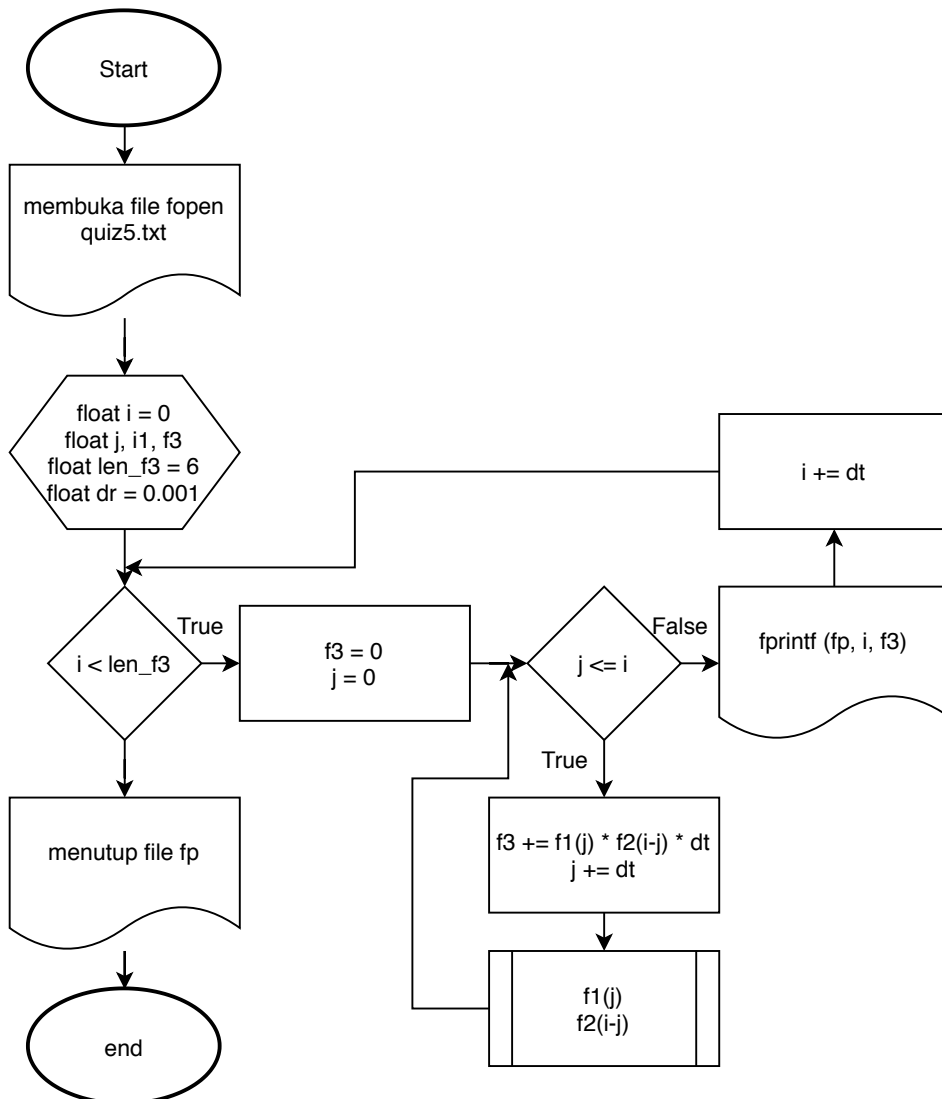 Start
membuka file fopen
quiz5.txt
float i = 0
float j, i1, f3
float len_f3 = 6
float dr = 0.001
i < len_f3
True
f3 = 0
j = 0
j <= i
False
fprintf (fp, i, f3)
i += dt
True
f3 += f1(j) * f2(i-j) * dt
j += dt
f1(j)
f2(i-j)
menutup file fp
end